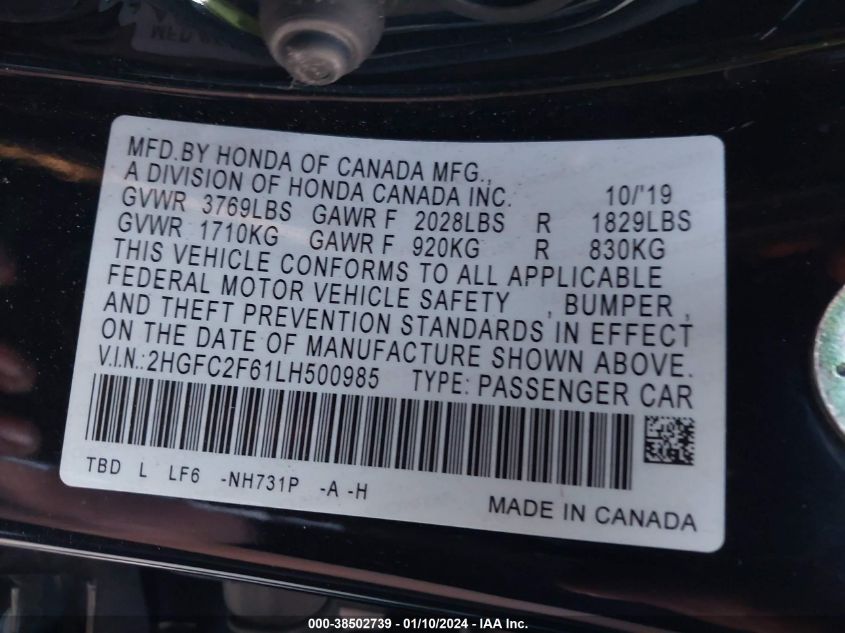 MFD.BY HONDA OF CANADA MFG.,
A DIVISION OF HONDA CANADA INC. 10/'19
GVWR 3769LBS GAWR F 2028LBS R 1829LBS
GVWR 1710KG GAWR F 920KG R 830KG
THIS VEHICLE CONFORMS TO ALL APPLICABLE
FEDERAL MOTOR VEHICLE SAFETY , BUMPER ,
AND THEFT PREVENTION STANDARDS IN EFFECT
ON THE DATE OF MANUFACTURE SHOWN ABOVE.
V.I.N.:2HGFC2F61LH500985 TYPE: PASSENGER CAR
TBD L LF6 -NH731P -A -H
MADE IN CANADA
000-38502739 - 01/10/2024 - IAA Inc.